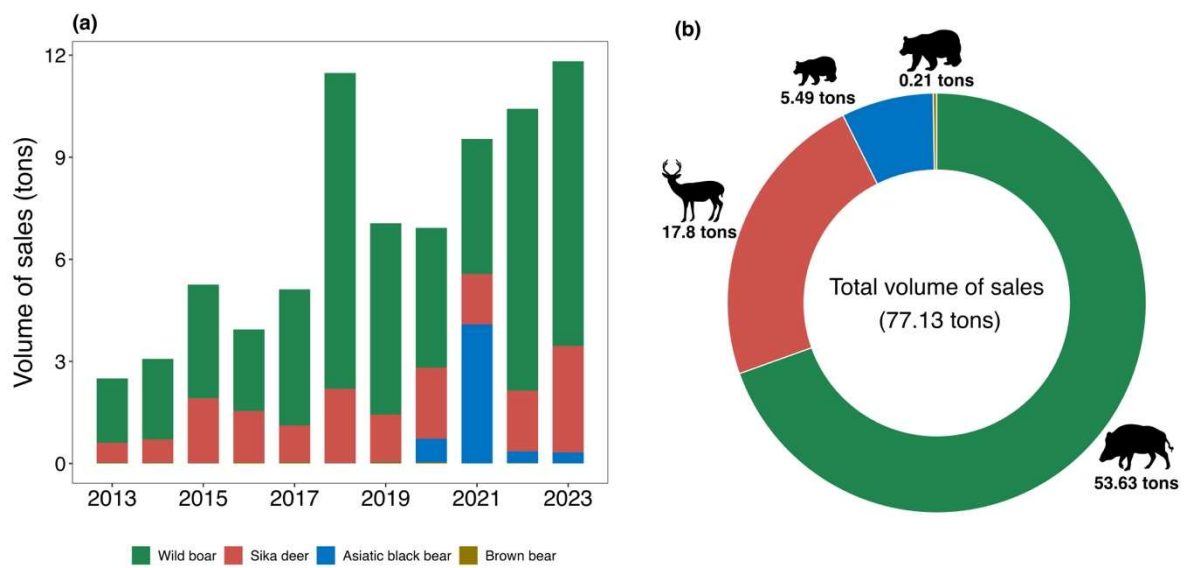 (a)
Volume of sales (tons)
12
9
6
3
0
2013 2015 2017 2019 2021 2023
Wild boar Sika deer Asiatic black bear Brown bear
(b)
0.21 tons
5.49 tons
17.8 tons
Total volume of sales
(77.13 tons)
53.63 tons